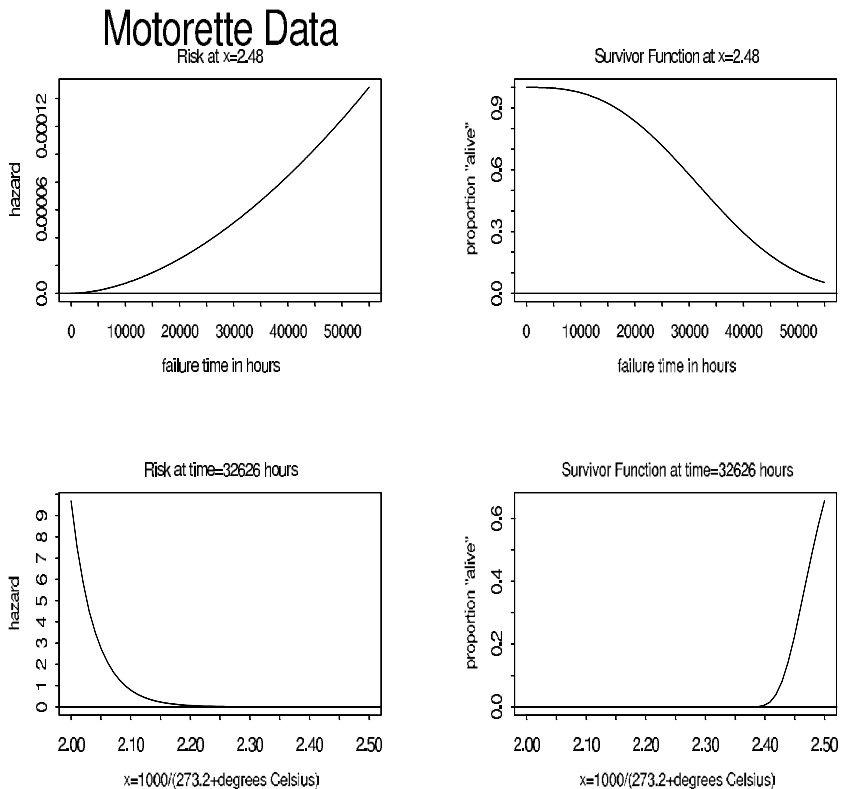 Motorette Data
Risk at x=2.48
hazard
0.0 0.00006 0.00012
0 10000 20000 30000 40000 50000
failure time in hours
Survivor Function at x=2.48
proportion "alive"
0.0 0.3 0.6 0.9
0 10000 20000 30000 40000 50000
failure time in hours
Risk at time=32626 hours
hazard
0 1 2 3 4 5 6 7 8 9
2.00 2.10 2.20 2.30 2.40 2.50
x=1000/(273.2+degrees Celsius)
Survivor Function at time=32626 hours
proportion "alive"
0.0 0.2 0.4 0.6
2.00 2.10 2.20 2.30 2.40 2.50
x=1000/(273.2+degrees Celsius)